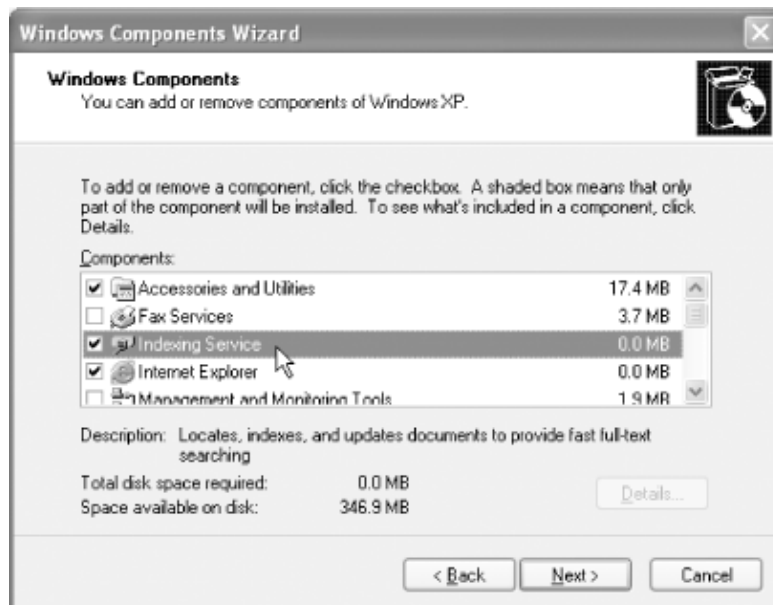 Windows Components Wizard
Windows Components
You can add or remove components of Windows XP.
To add or remove a component, click the checkbox. A shaded box means that only
part of the component will be installed. To see what's included in a component, click
Details.
Components:
Accessories and Utilities 17.4 MB
Fax Services 3.7 MB
Indexing Service 0.0 MB
Internet Explorer 0.0 MB
Management and Monitoring Tools 1.9 MB
Description: Locates, indexes, and updates documents to provide fast full-text
searching
Total disk space required: 0.0 MB
Space available on disk: 346.9 MB
Details...
< Back Next > Cancel